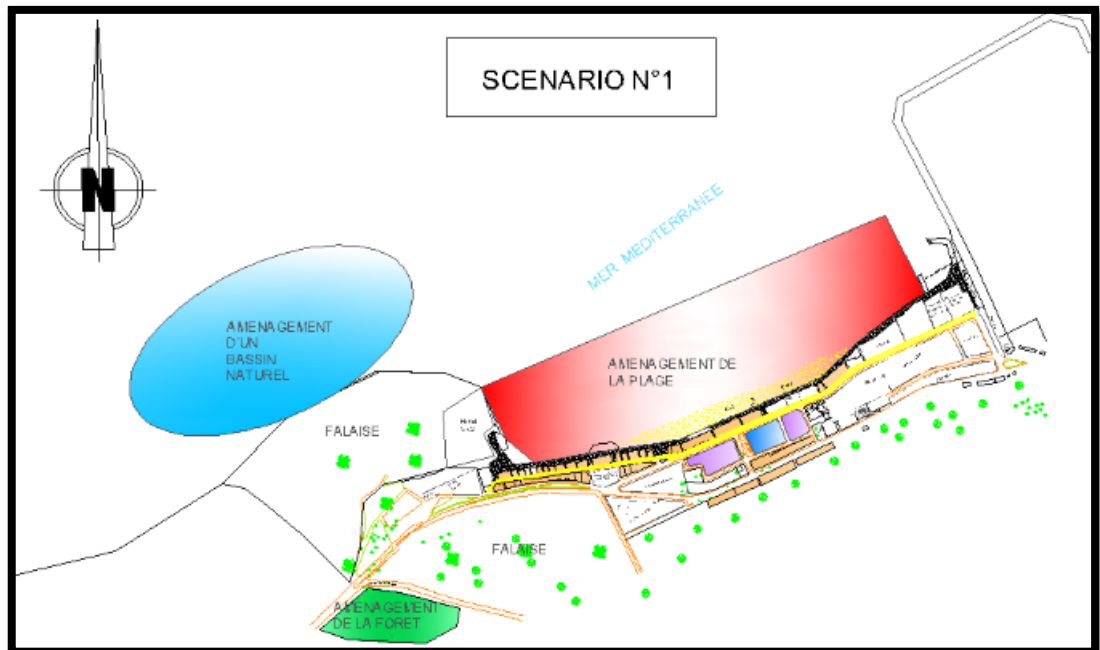 SCENARIO N°1
N
MER MEDITERRANEE
AMENAGEMENT
D'UN
BASSIN
NATUREL
AMENAGEMENT DE
LA PLAGE
FALAISE
FALAISE
AMENAGEMENT
DE LA FORET